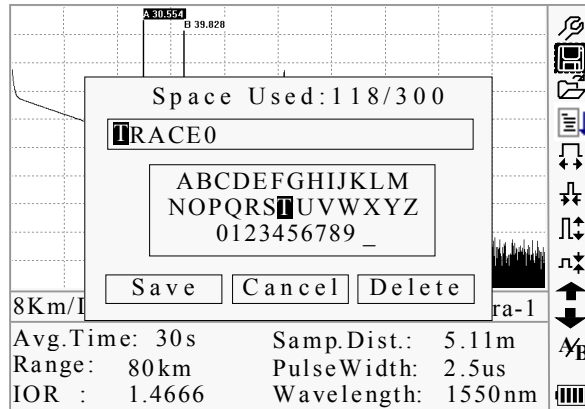 A 30.554
B 39.828
Space Used:118/300
TRACE0
ABCDEFGHIJKLM
NOPQRSTUVWXYZ
0123456789 _
Save Cancel Delete
8Km/ ra-1
Avg.Time: 30s Samp.Dist.: 5.11m
Range: 80km PulseWidth: 2.5us
IOR : 1.4666 Wavelength: 1550nm
A/B